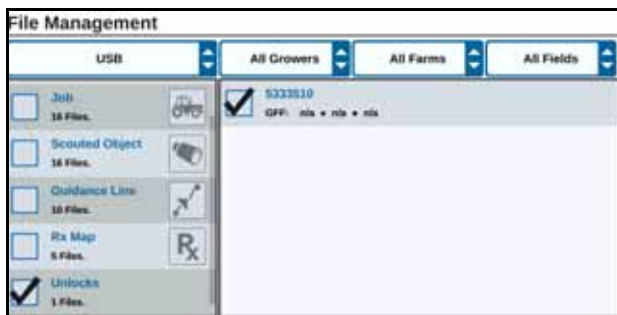 File Management
USB
All Growers
All Farms
All Fields
Job
16 Files.
Scouted Object
16 Files.
Guidance Line
10 Files.
Rx Map
5 Files.
Rx
Unlocks
1 Files.
5333510
GFF: n/a • n/a • n/a